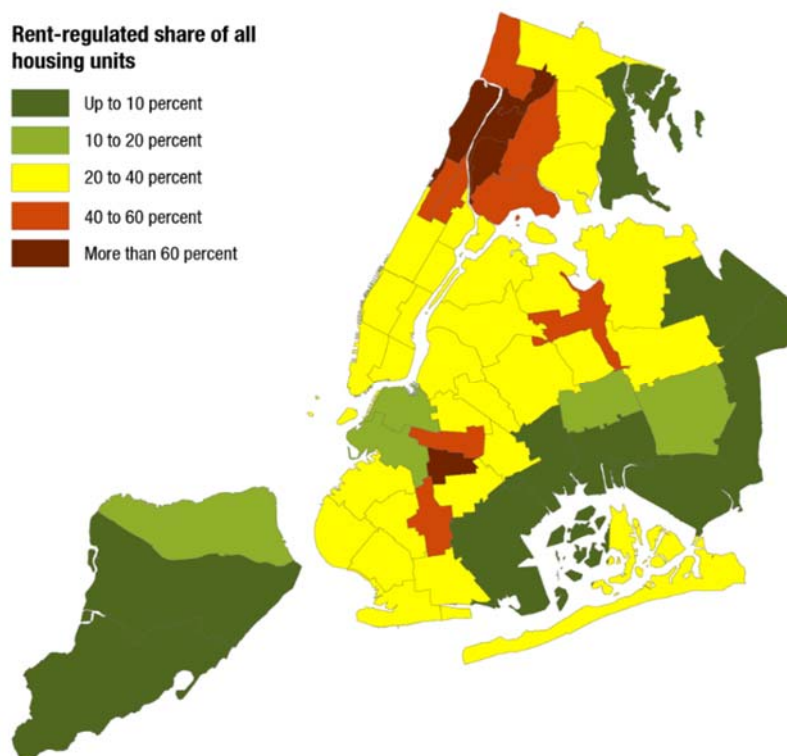 Rent-regulated share of all
housing units
Up to 10 percent
10 to 20 percent
20 to 40 percent
40 to 60 percent
More than 60 percent